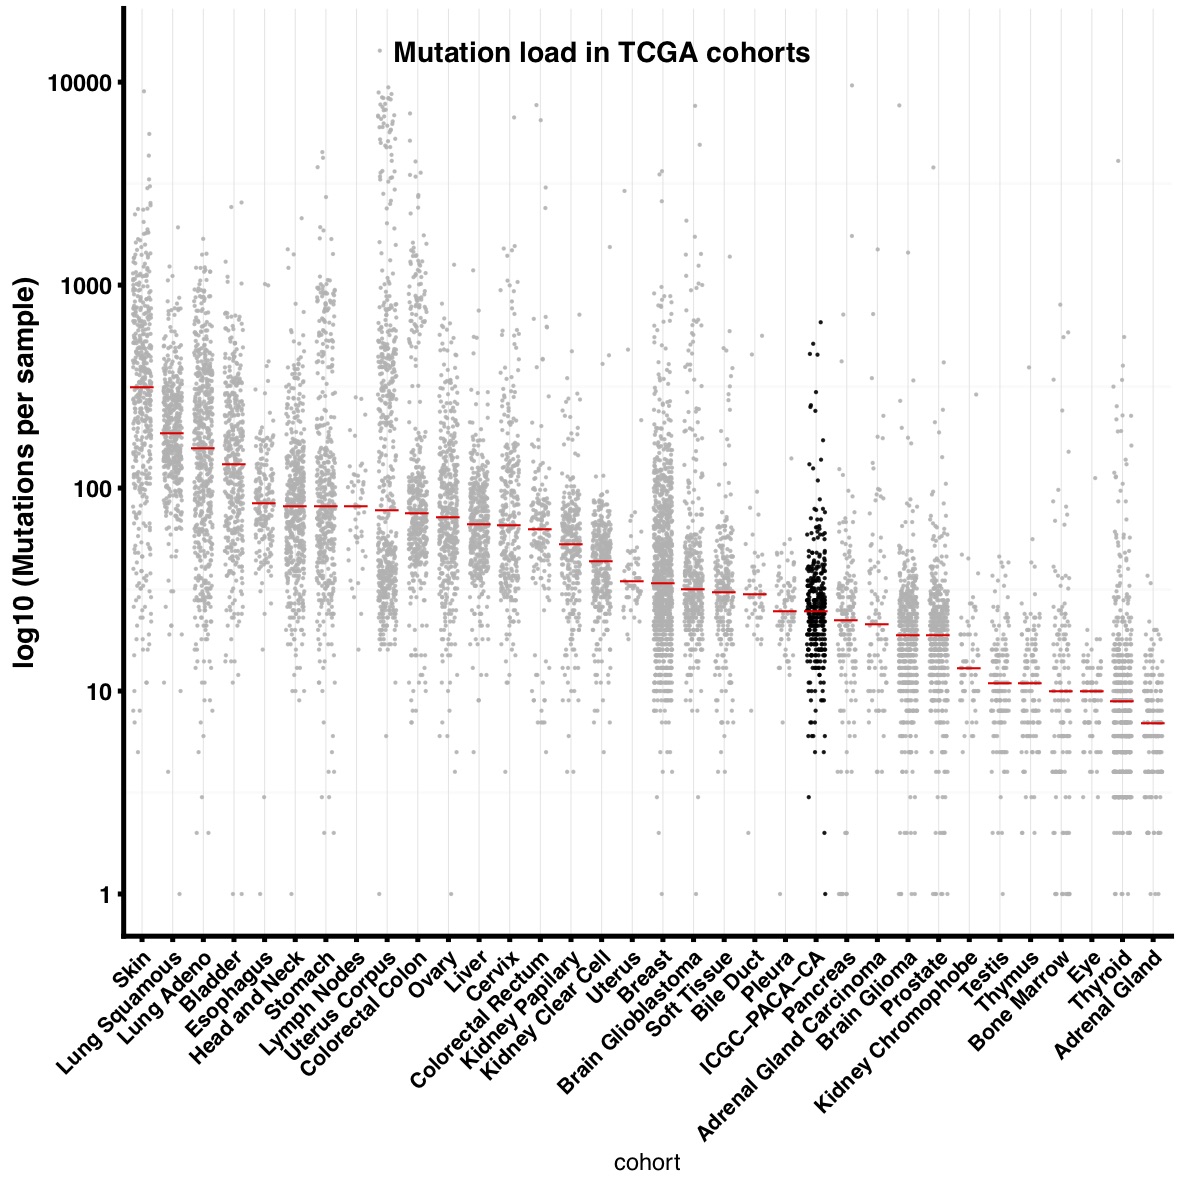 Mutation load in TCGA cohorts
log10 (Mutations per sample)
10000
1000
100
10
1
Skin
Lung Squamous
Lung Adeno
Bladder
Esophagus
Head and Neck
Stomach
Lymph Nodes
Uterus Corpus
Colorectal Colon
Ovary
Liver
Cervix
Colorectal Rectum
Kidney Papillary
Kidney Clear Cell
Uterus
Breast
Brain Glioblastoma
Soft Tissue
Bile Duct
Pleura
ICGC−PACA−CA
Pancreas
Adrenal Gland Carcinoma
Brain Glioma
Prostate
Kidney Chromophobe
Testis
Thymus
Bone Marrow
Eye
Thyroid
Adrenal Gland
cohort